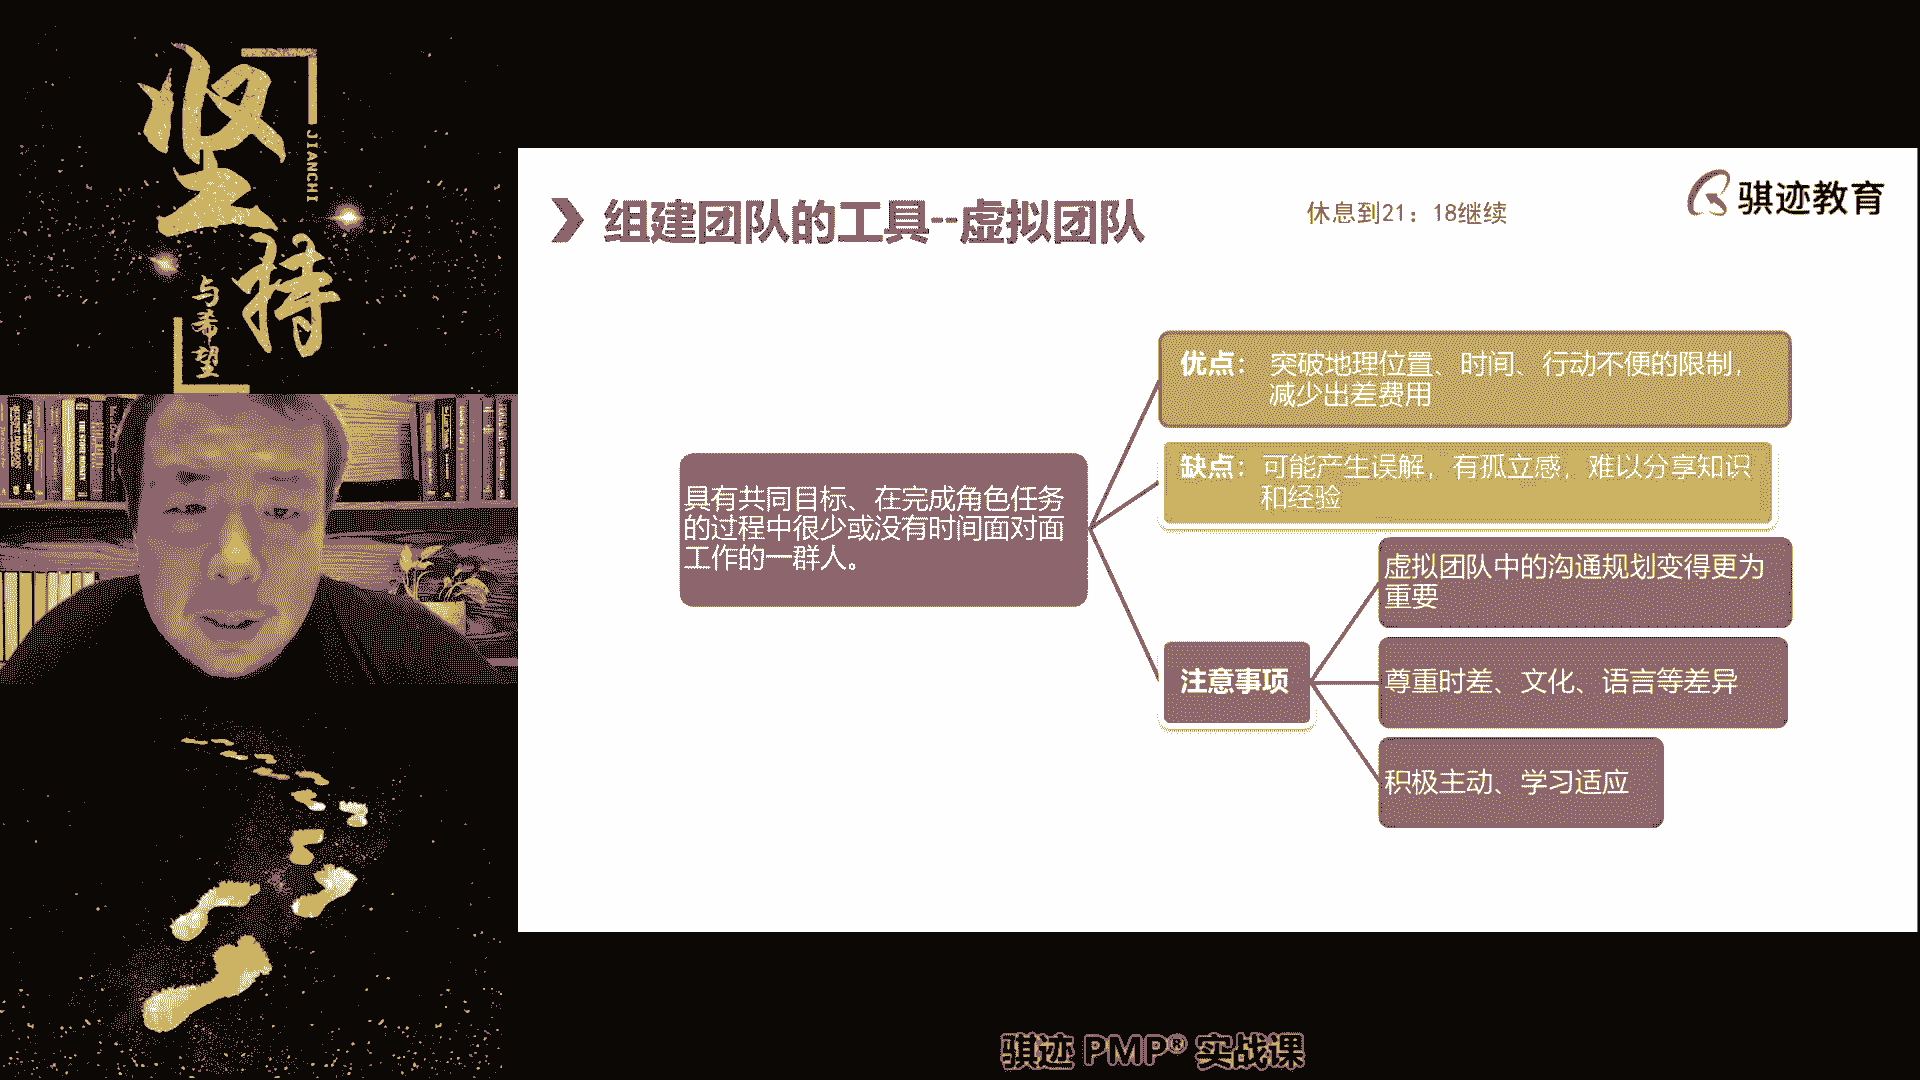 坚
持
JIANCHI
与希望
组建团队的工具--虚拟团队
休息到21：18继续
骐迹教育
优点： 突破地理位置、时间、行动不便的限制，
减少出差费用
缺点：可能产生误解，有孤立感，难以分享知识
和经验
具有共同目标、在完成角色任务
的过程中很少或没有时间面对面
工作的一群人。
注意事项
虚拟团队中的沟通规划变得更为
重要
尊重时差、文化、语言等差异
积极主动、学习适应
骐迹 PMP® 实战课